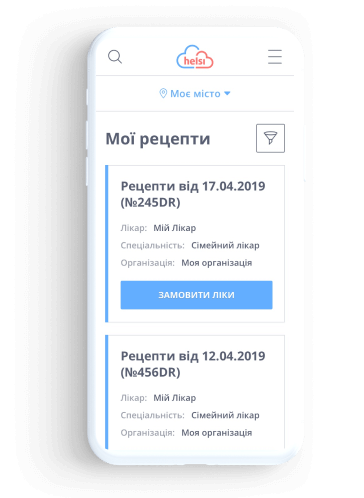 helsi
Моє місто
Мої рецепти
Рецепти від 17.04.2019
(№245DR)
Лікар: Мій Лікар
Спеціальність: Сімейний лікар
Організація: Моя організація
ЗАМОВИТИ ЛІКИ
Рецепти від 12.04.2019
(№456DR)
Лікар: Мій Лікар
Спеціальність: Сімейний лікар
Організація: Моя організація